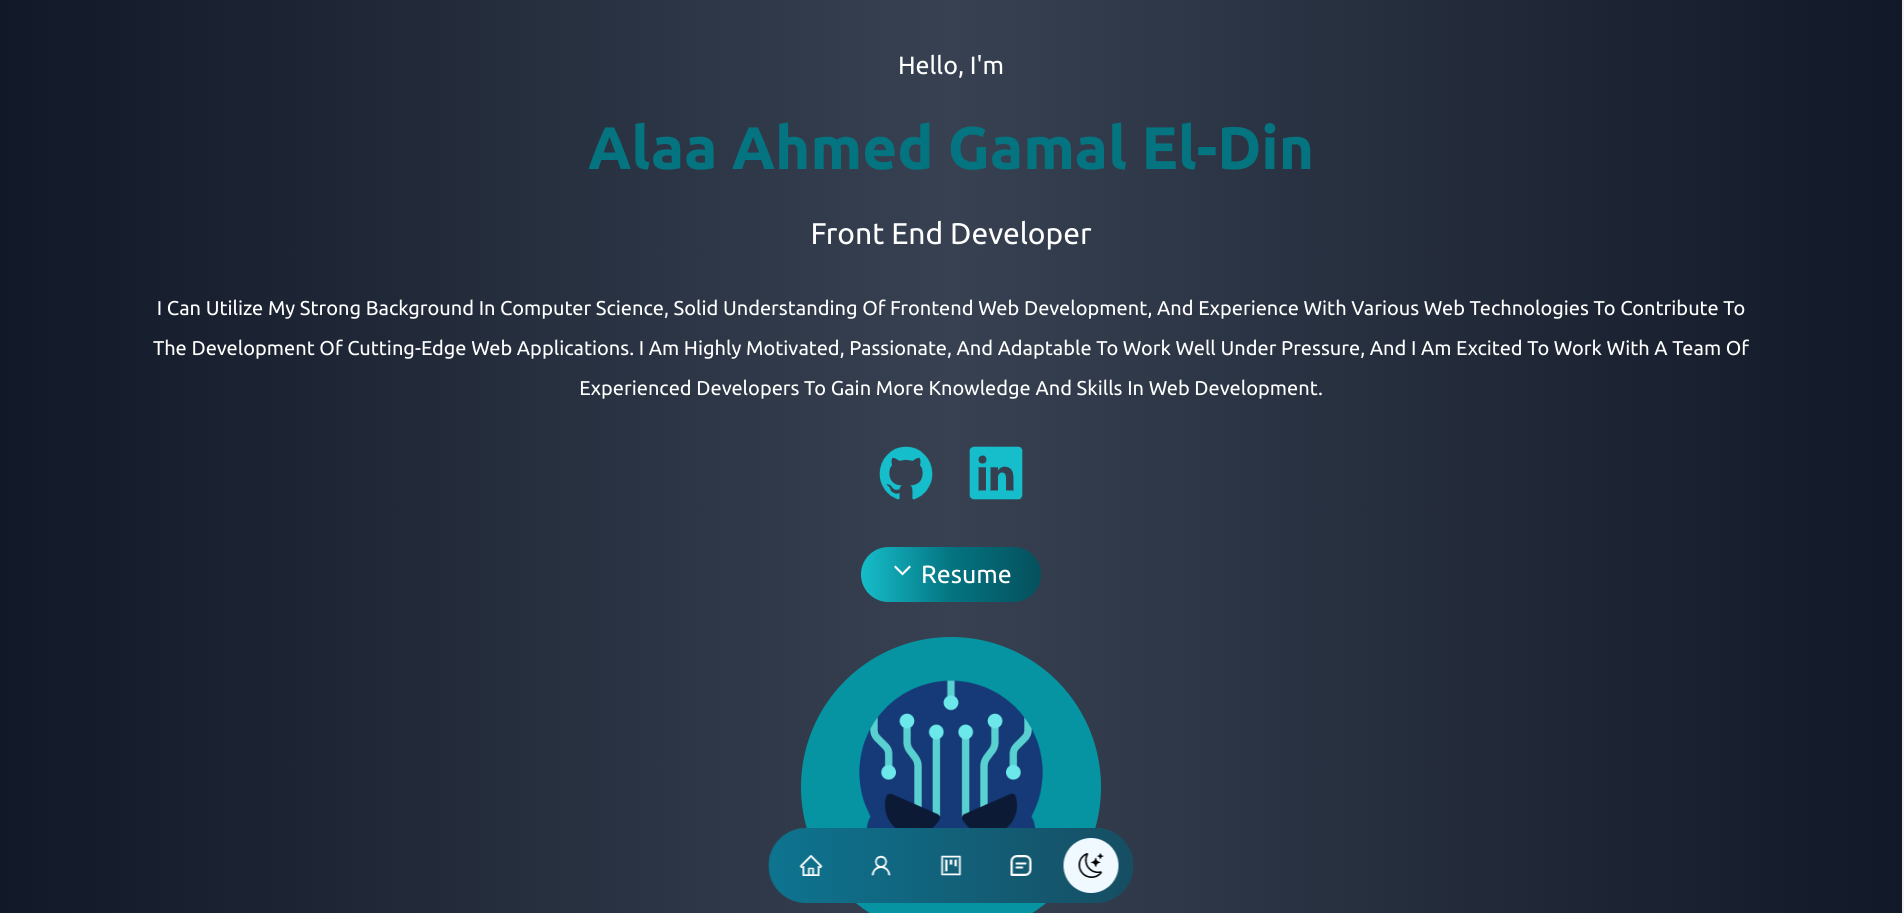 Hello, I'm
Alaa Ahmed Gamal El-Din
Front End Developer
I Can Utilize My Strong Background In Computer Science, Solid Understanding Of Frontend Web Development, And Experience With Various Web Technologies To Contribute To
The Development Of Cutting-Edge Web Applications. I Am Highly Motivated, Passionate, And Adaptable To Work Well Under Pressure, And I Am Excited To Work With A Team Of
Experienced Developers To Gain More Knowledge And Skills In Web Development.
in
Resume